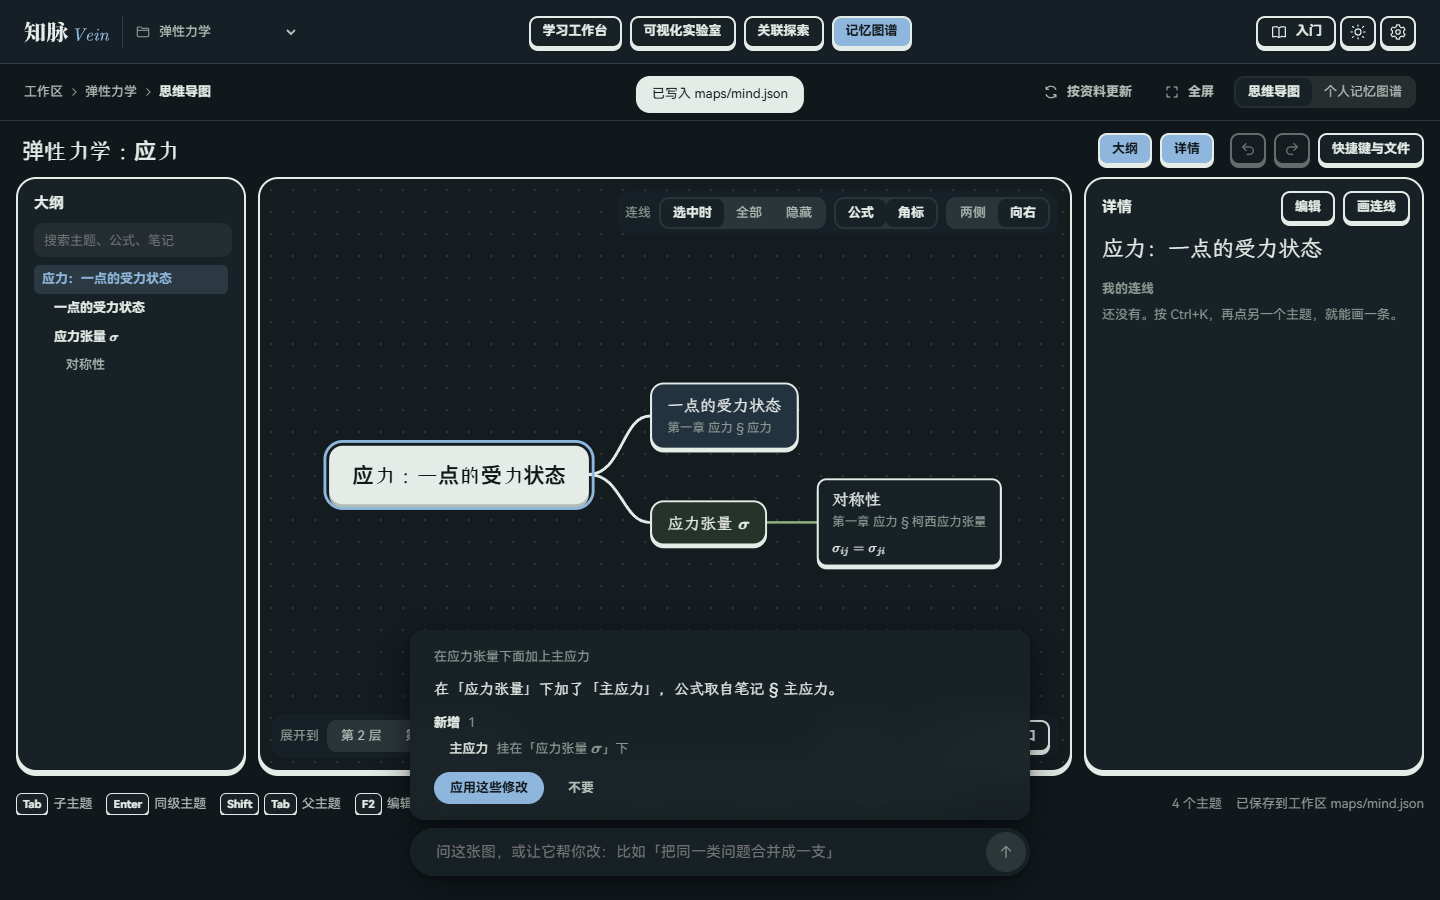 知脉 Vein
弹性力学
学习工作台
可视化实验室
关联探索
记忆图谱
入门
工作区 > 弹性力学 > 思维导图
已写入 maps/mind.json
按资料更新
全屏
思维导图
个人记忆图谱
弹性力学：应力
大纲
详情
快捷键与文件
大纲
搜索主题、公式、笔记
应力：一点的受力状态
一点的受力状态
应力张量 σ
对称性
连线
选中时
全部
隐藏
公式
角标
两侧
向右
应力：一点的受力状态
一点的受力状态
第一章 应力 § 应力
应力张量 σ
对称性
第一章 应力 § 柯西应力张量
σij = σji
展开到
第 2 层
详情
编辑
画连线
应力：一点的受力状态
我的连线
还没有。按 Ctrl+K，再点另一个主题，就能画一条。
在应力张量下面加上主应力
在「应力张量」下加了「主应力」，公式取自笔记 § 主应力。
新增 1
主应力 挂在「应力张量 σ」下
应用这些修改
不要
Tab 子主题
Enter 同级主题
Shift Tab 父主题
F2 编辑
4 个主题
已保存到工作区 maps/mind.json
问这张图，或让它帮你改：比如「把同一类问题合并成一支」